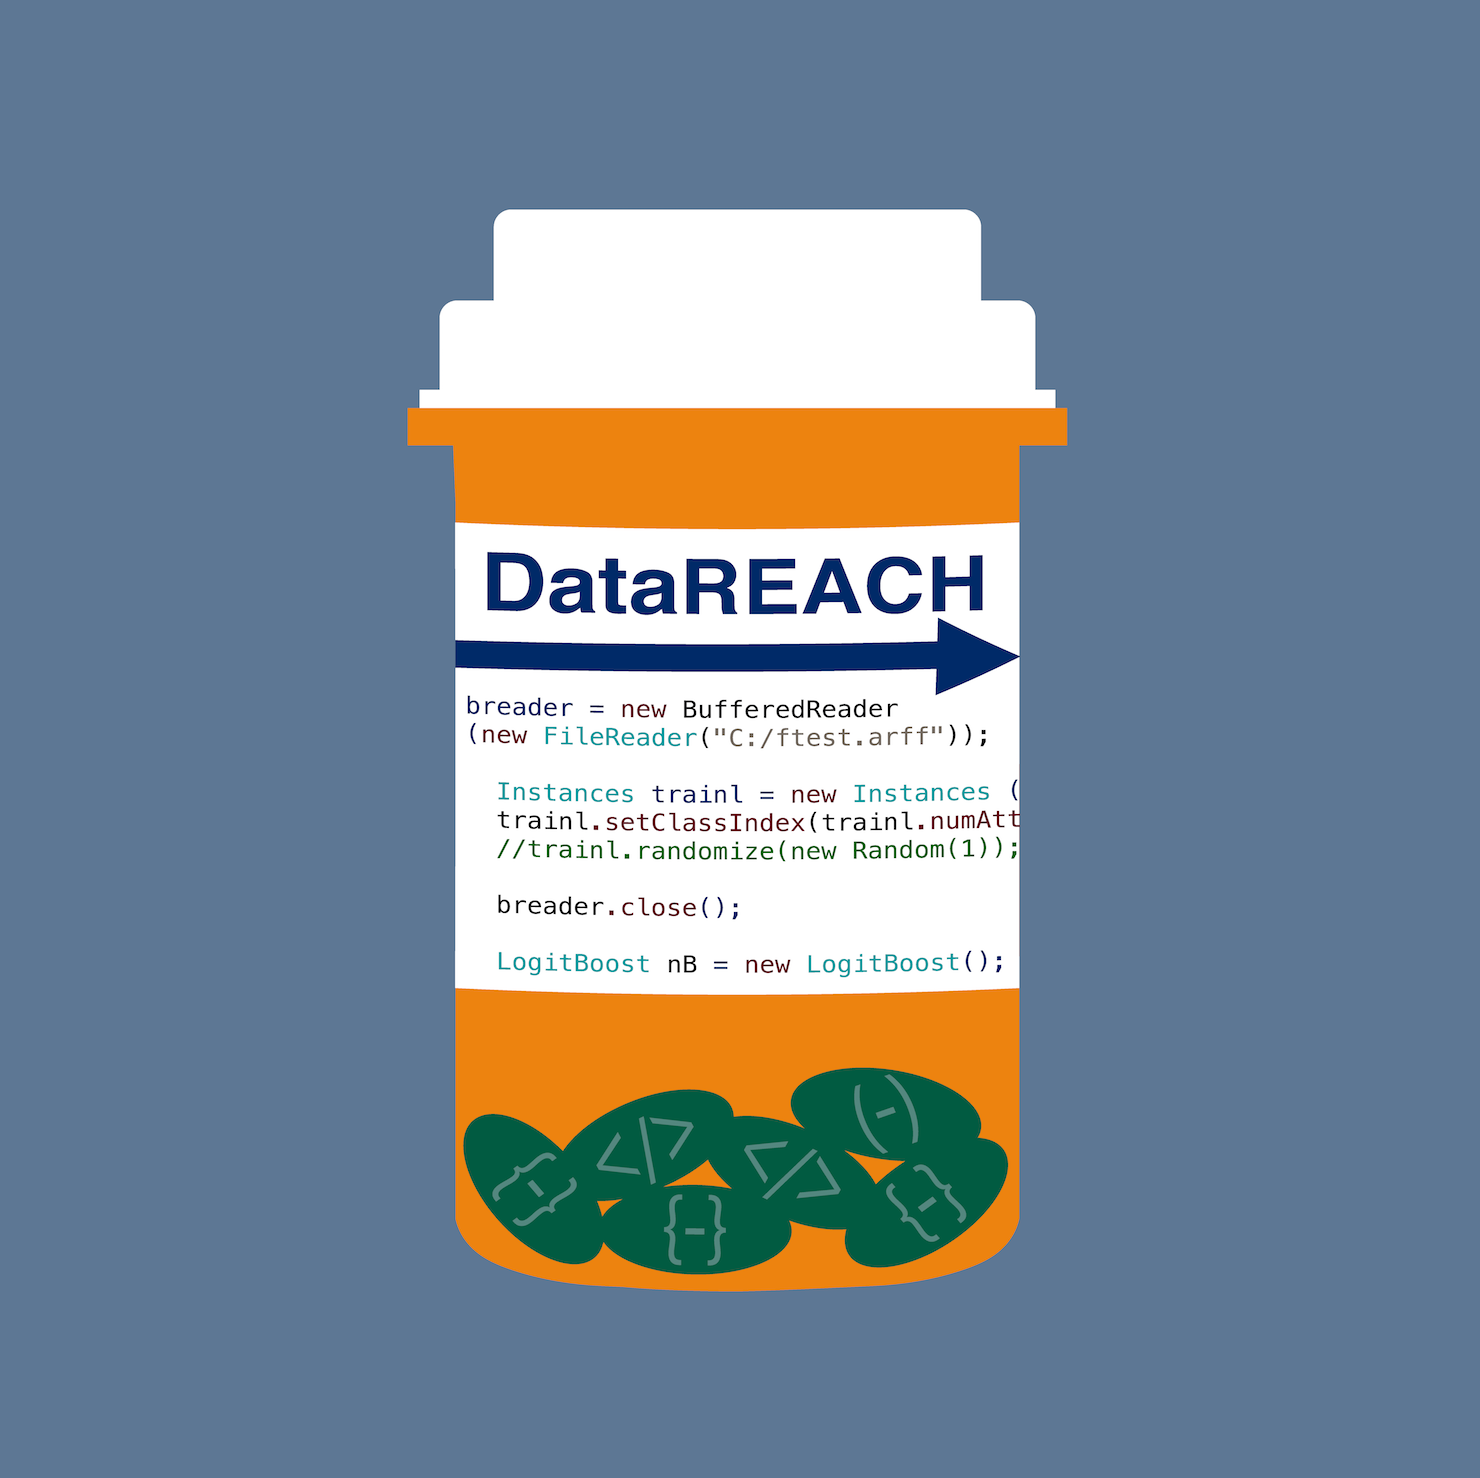 DataREACH
breader = new BufferedReader
(new FileReader("C:/ftest.arff"));
Instances trainl = new Instances (
trainl.setClassIndex(trainl.numAtt
//trainl.randomize(new Random(1));
breader.close();
LogitBoost nB = new LogitBoost();
(-)
</>
</>
{-}
{-}
{-}